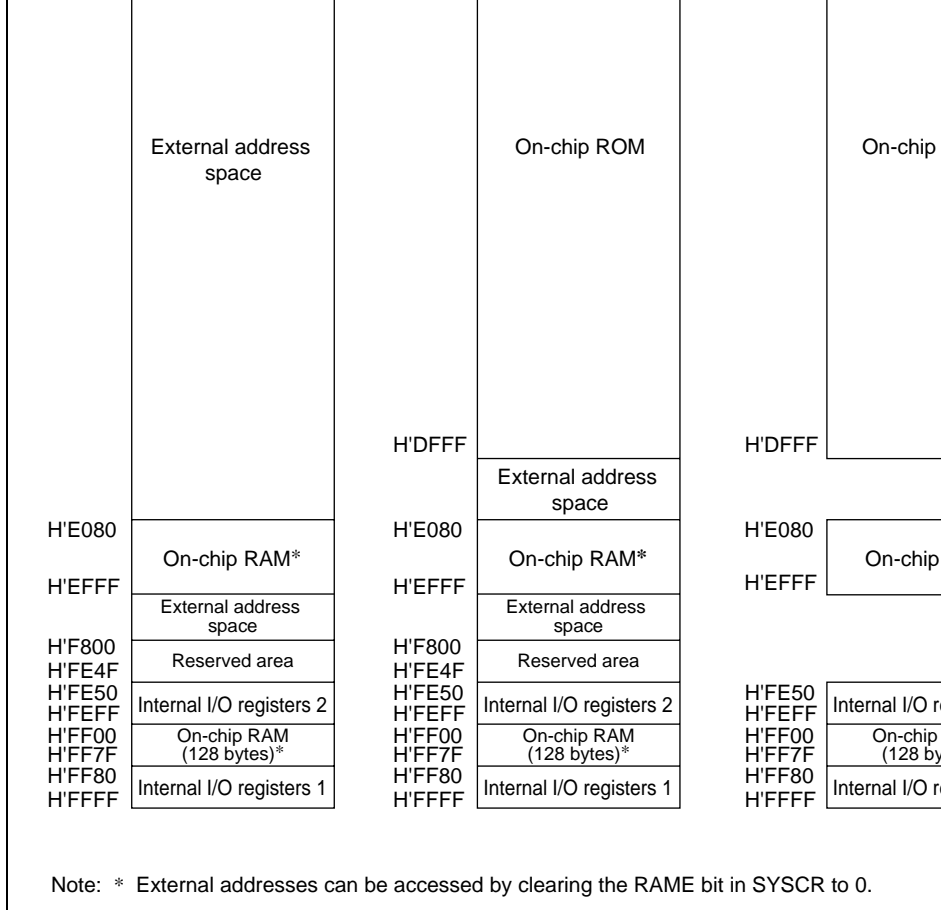 External address
space
H'E080
On-chip RAM*
H'EFFF
External address
space
H'F800
Reserved area
H'FE4F
H'FE50
Internal I/O registers 2
H'FEFF
H'FF00
On-chip RAM
H'FF7F
(128 bytes)*
H'FF80
Internal I/O registers 1
H'FFFF
On-chip ROM
H'DFFF
External address
space
H'E080
On-chip RAM*
H'EFFF
External address
space
H'F800
Reserved area
H'FE4F
H'FE50
Internal I/O registers 2
H'FEFF
H'FF00
On-chip RAM
H'FF7F
(128 bytes)*
H'FF80
Internal I/O registers 1
H'FFFF
On-chip
H'DFFF
H'E080
On-chip
H'EFFF
H'FE50
Internal I/O
H'FEFF
H'FF00
On-chip
H'FF7F
(128
H'FF80
Internal I/O
H'FFFF
Note: * External addresses can be accessed by clearing the RAME bit in SYSCR to 0.